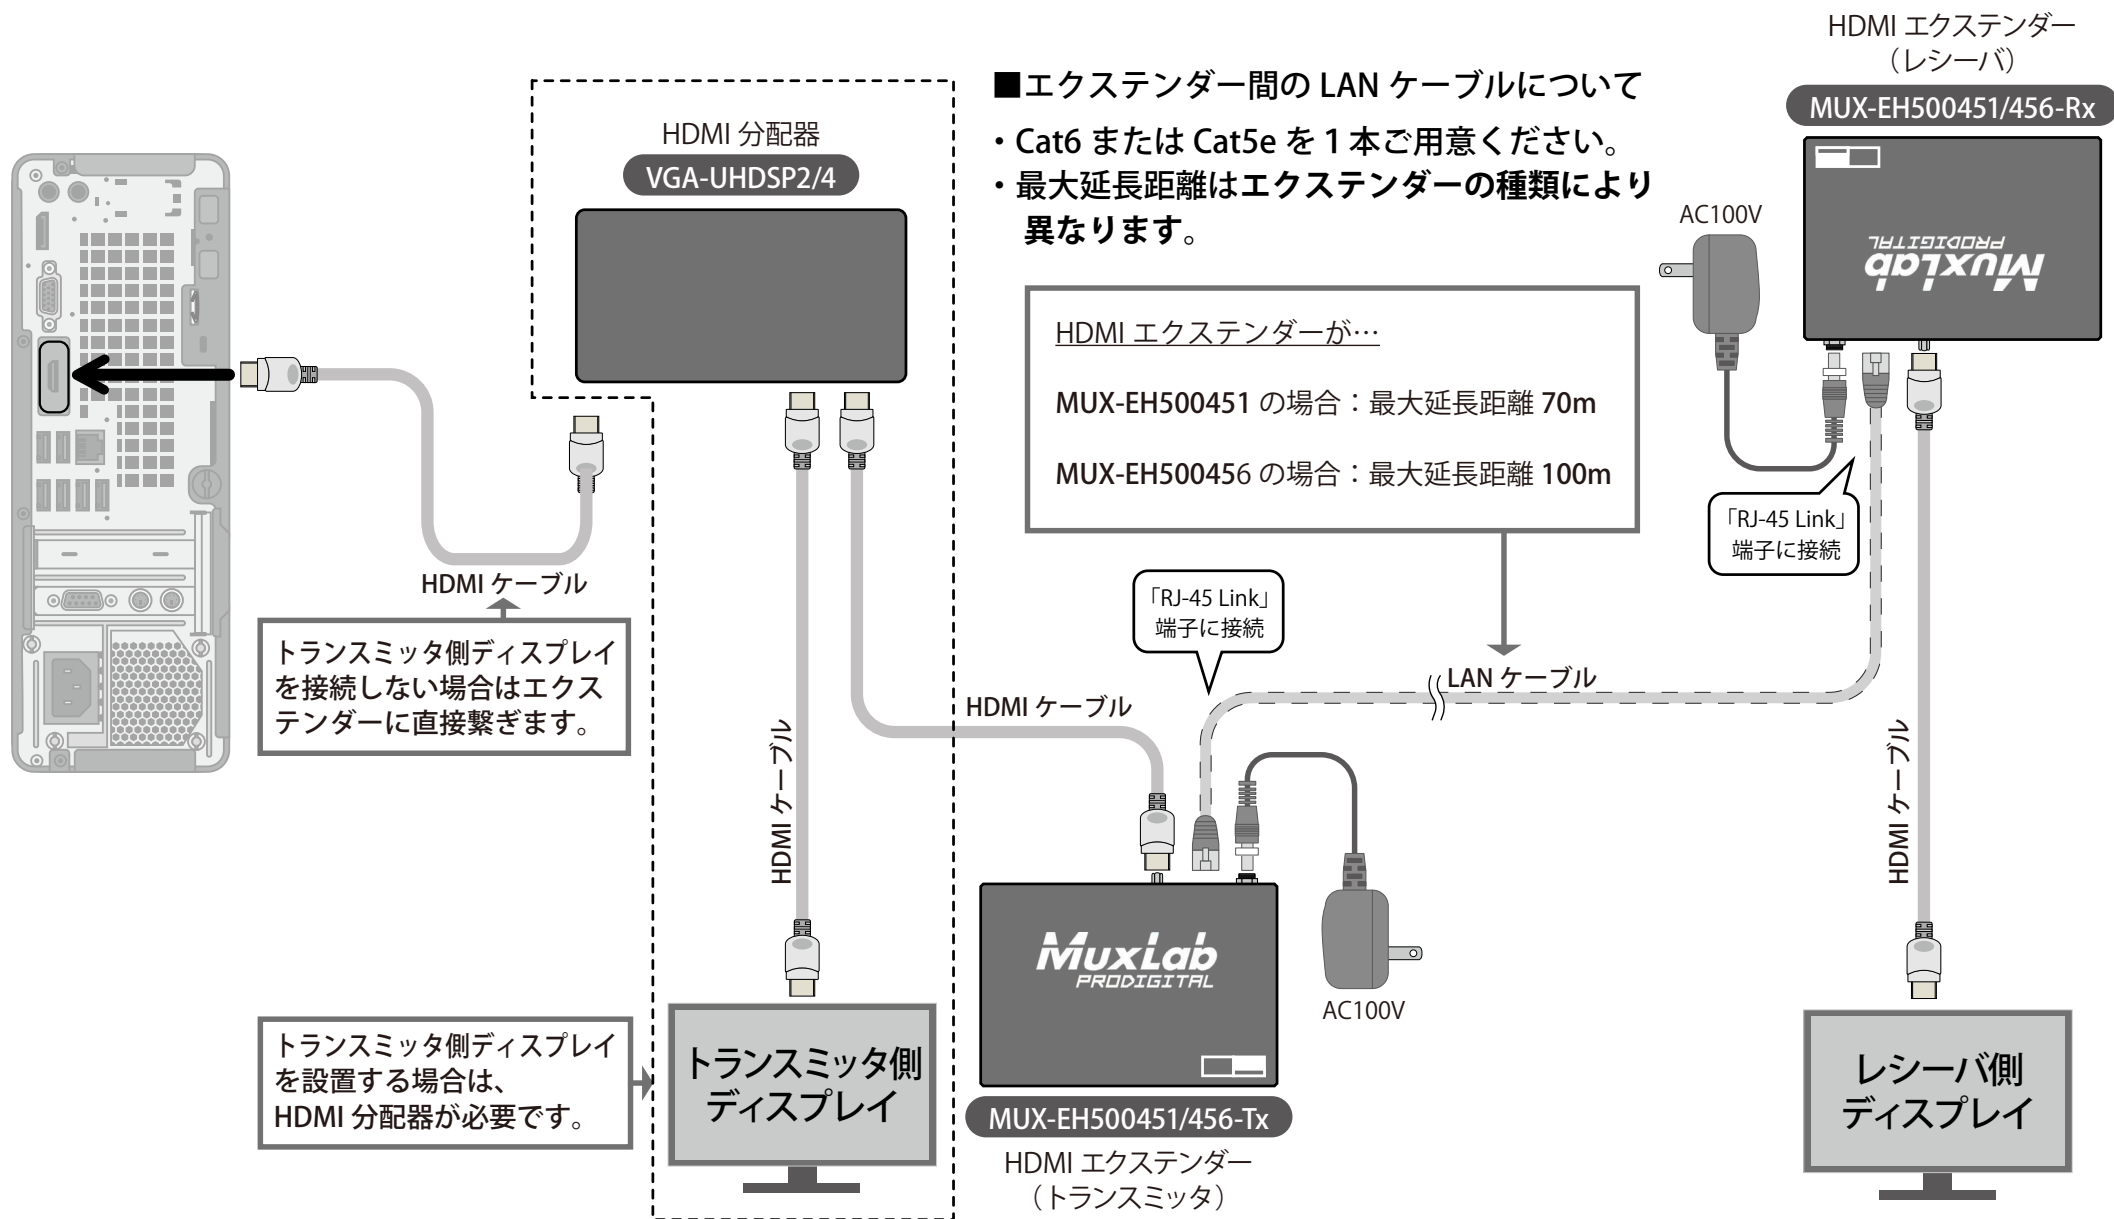 HDMI エクステンダー
（レシーバ）
MUX-EH500451/456-Rx
■エクステンダー間の LAN ケーブルについて
・Cat6 または Cat5e を 1 本ご用意ください。
・最大延長距離はエクステンダーの種類により
異なります。
HDMI 分配器
VGA-UHDSP2/4
AC100V
MuxLab
PRODIGITAL
HDMI エクステンダーが…
MUX-EH500451 の場合：最大延長距離 70m
MUX-EH500456 の場合：最大延長距離 100m
「RJ-45 Link」
端子に接続
HDMI ケーブル
トランスミッタ側ディスプレイ
を接続しない場合はエクス
テンダーに直接繋ぎます。
「RJ-45 Link」
端子に接続
LAN ケーブル
HDMI ケーブル
HDMI ケーブル
HDMI ケーブル
MuxLab
PRODIGITAL
AC100V
トランスミッタ側ディスプレイ
を設置する場合は、
HDMI 分配器が必要です。
トランスミッタ側
ディスプレイ
レシーバ側
ディスプレイ
MUX-EH500451/456-Tx
HDMI エクステンダー
（トランスミッタ）